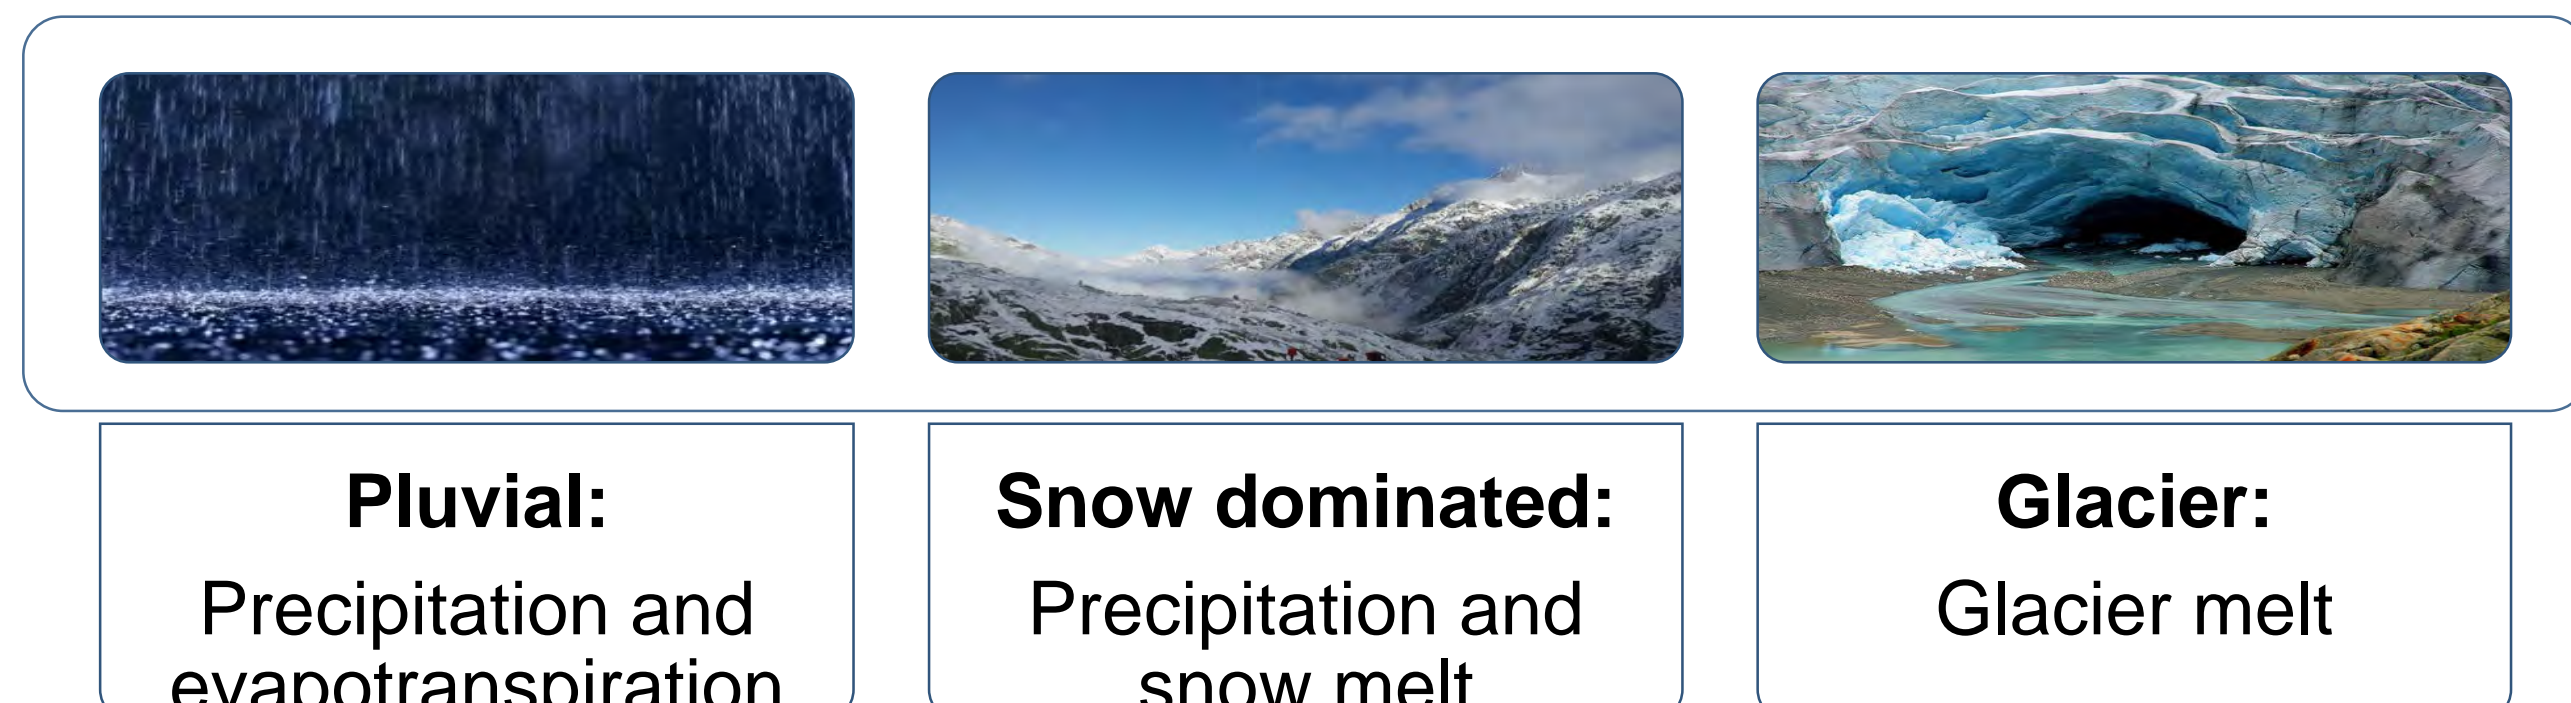 Pluvial:
Precipitation and
evapotranspiration
Snow dominated:
Precipitation and
snow melt
Glacier:
Glacier melt